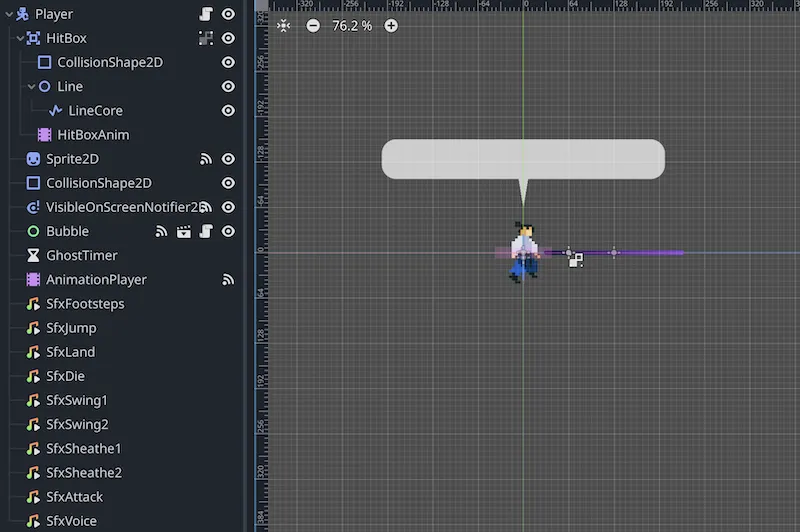 Player
HitBox
CollisionShape2D
Line
LineCore
HitBoxAnim
Sprite2D
CollisionShape2D
VisibleOnScreenNotifier2D
Bubble
GhostTimer
AnimationPlayer
SfxFootsteps
SfxJump
SfxLand
SfxDie
SfxSwing1
SfxSwing2
SfxSheathe1
SfxSheathe2
SfxAttack
SfxVoice
-320 -256 -192 -128 -64 0 64 128 192 256 320
76.2 %
-320
-256
-192
-128
-64
0
64
128
192
256
320
384